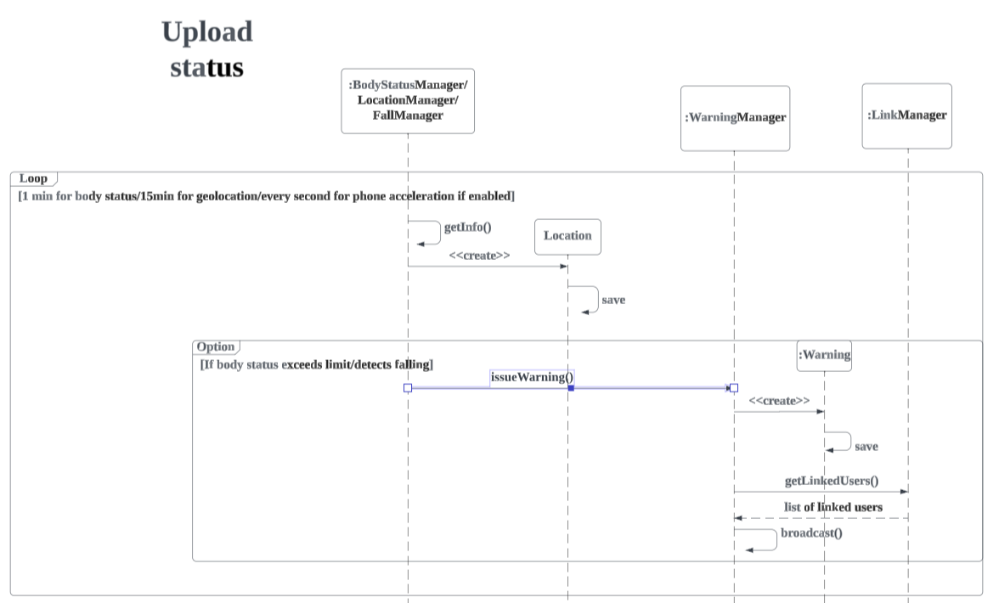 Upload
status
:BodyStatusManager/
LocationManager/
FallManager
:WarningManager
:LinkManager
Loop
[1 min for body status/15min for geolocation/every second for phone acceleration if enabled]
getInfo()
Location
<<create>>
save
Option
:Warning
[If body status exceeds limit/detects falling]
issueWarning()
<<create>>
save
getLinkedUsers()
list of linked users
broadcast()